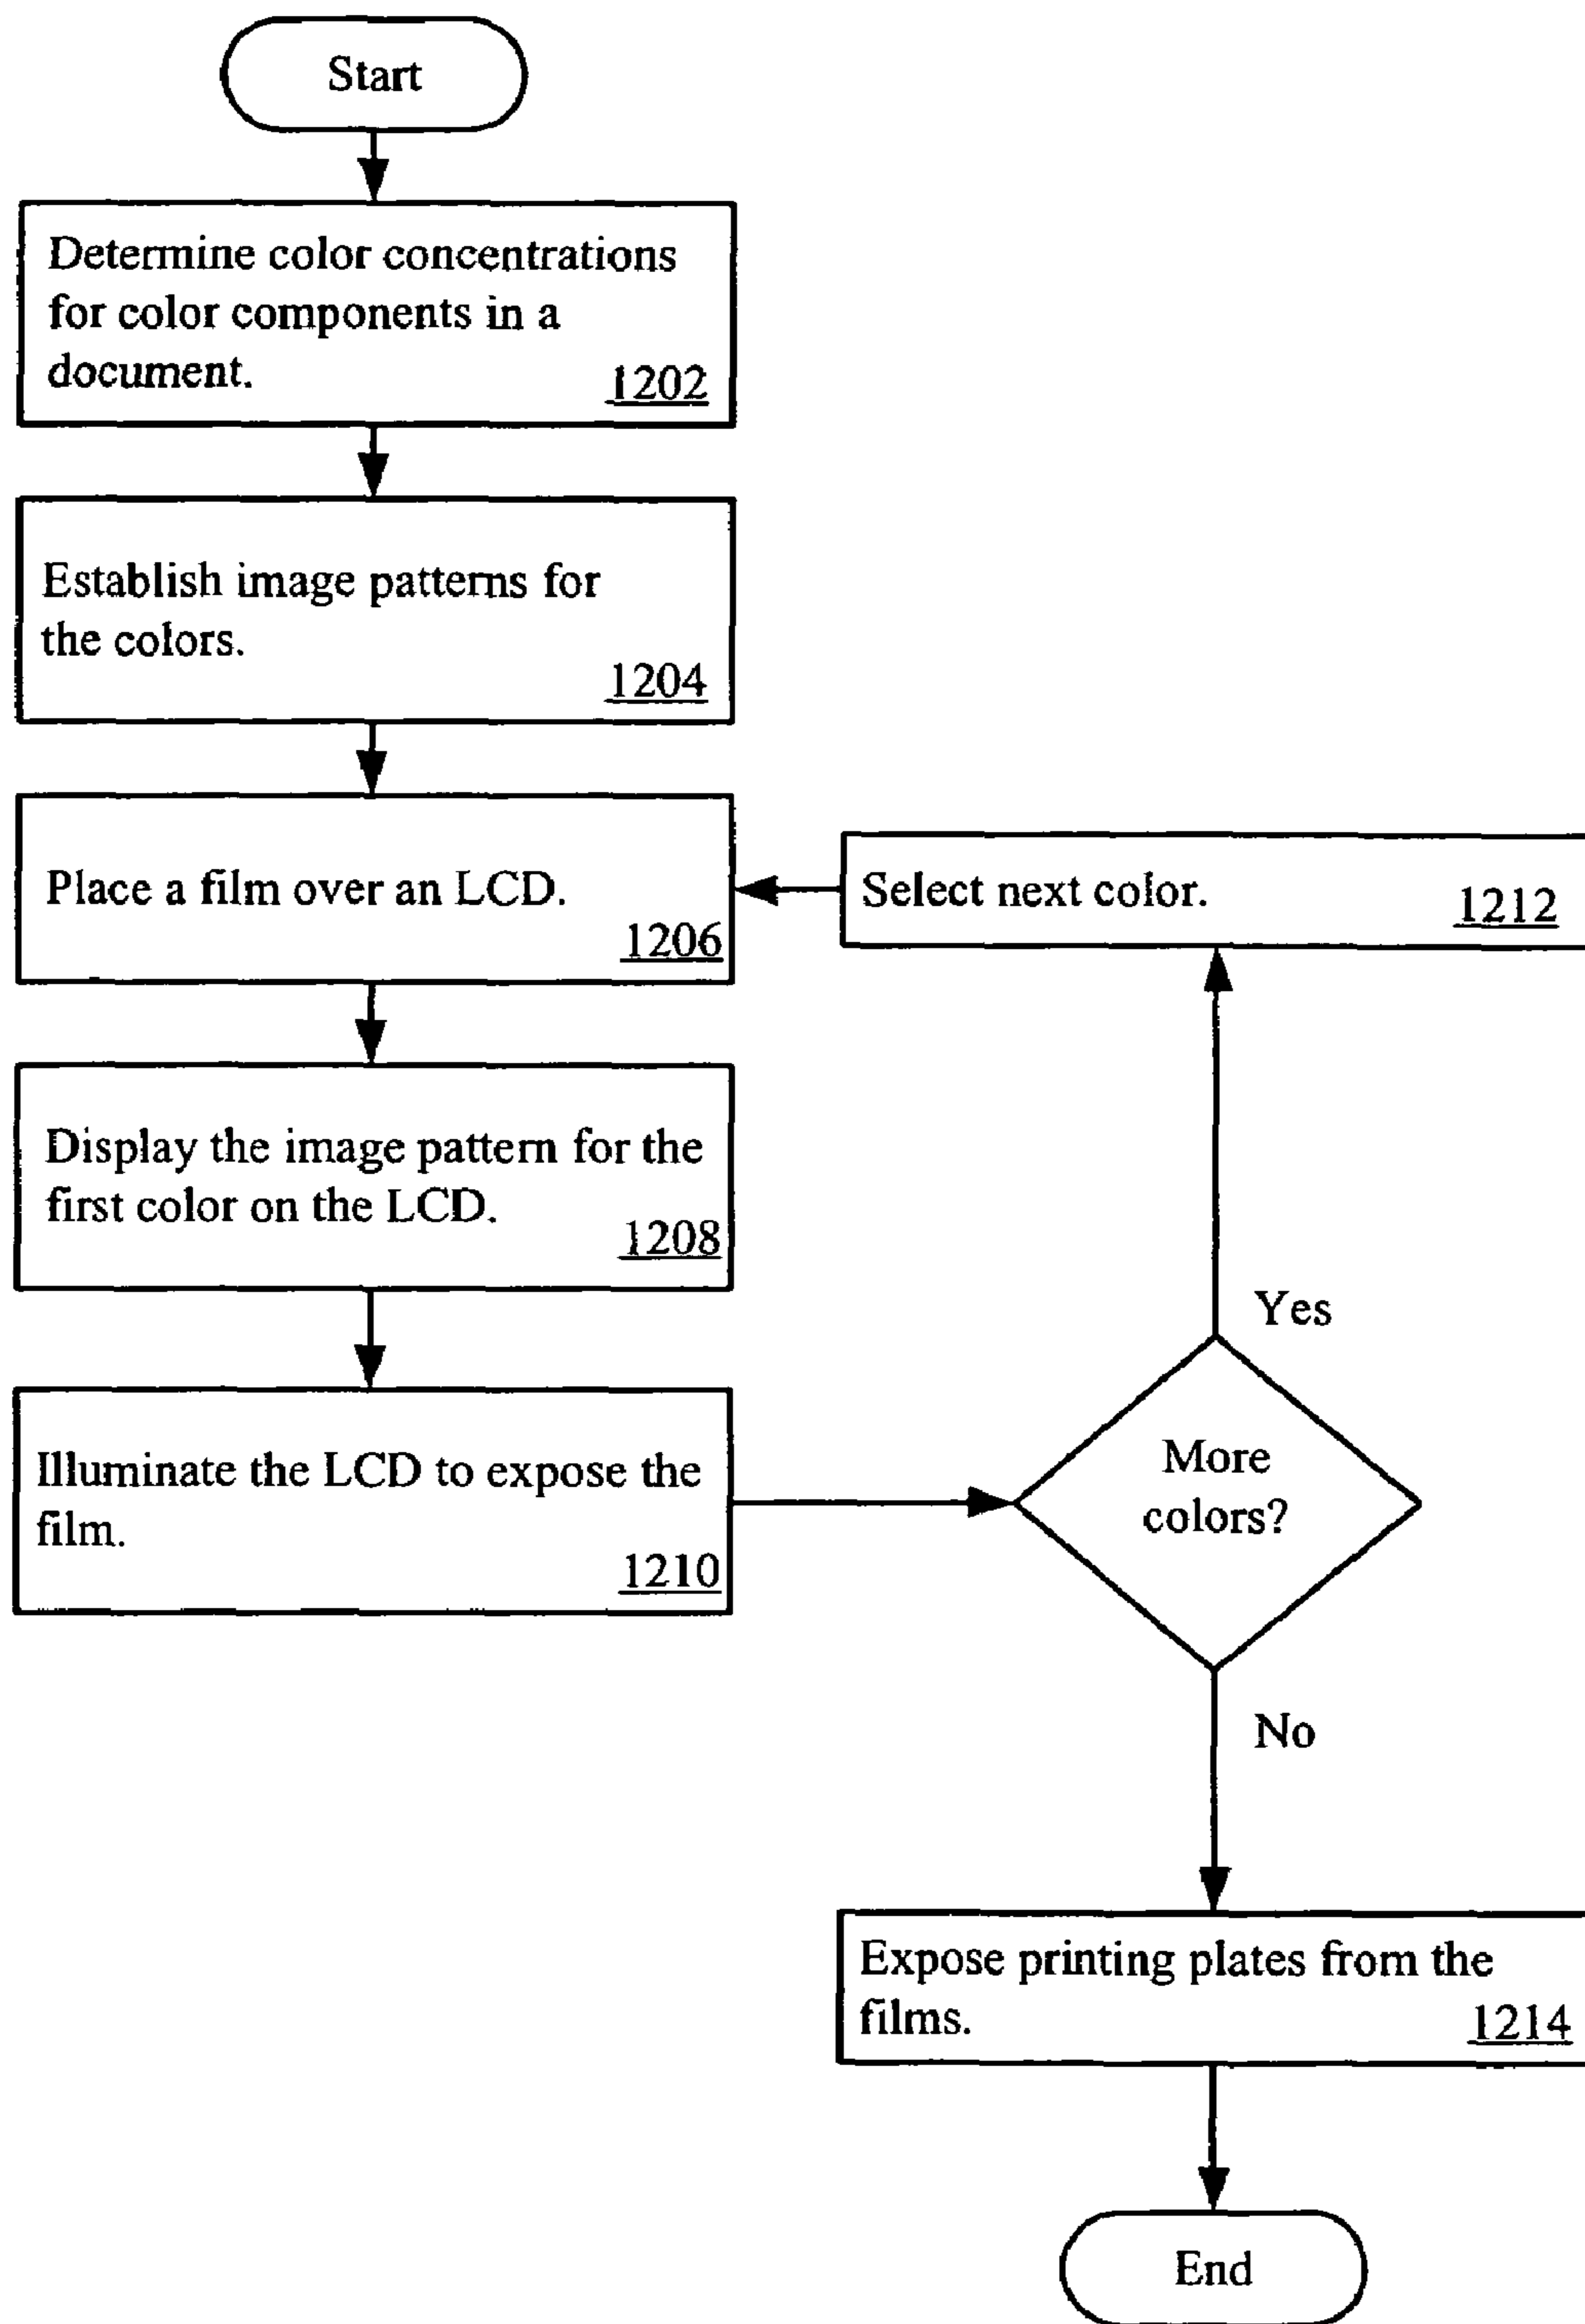 Start
Determine color concentrations
for color components in a
document.
1202
Establish image patterns for
the colors.
1204
Place a film over an LCD.
1206
Select next color.
1212
Display the image pattern for the
first color on the LCD.
1208
Illuminate the LCD to expose the
film.
1210
More
colors?
Yes
No
Expose printing plates from the
films.
1214
End